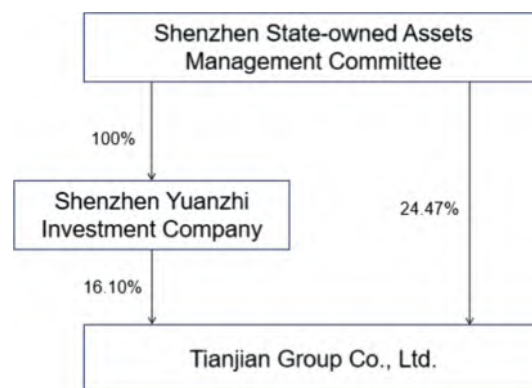 Shenzhen State-owned Assets
Management Committee
100%
Shenzhen Yuanzhi
Investment Company
24.47%
16.10%
Tianjian Group Co., Ltd.